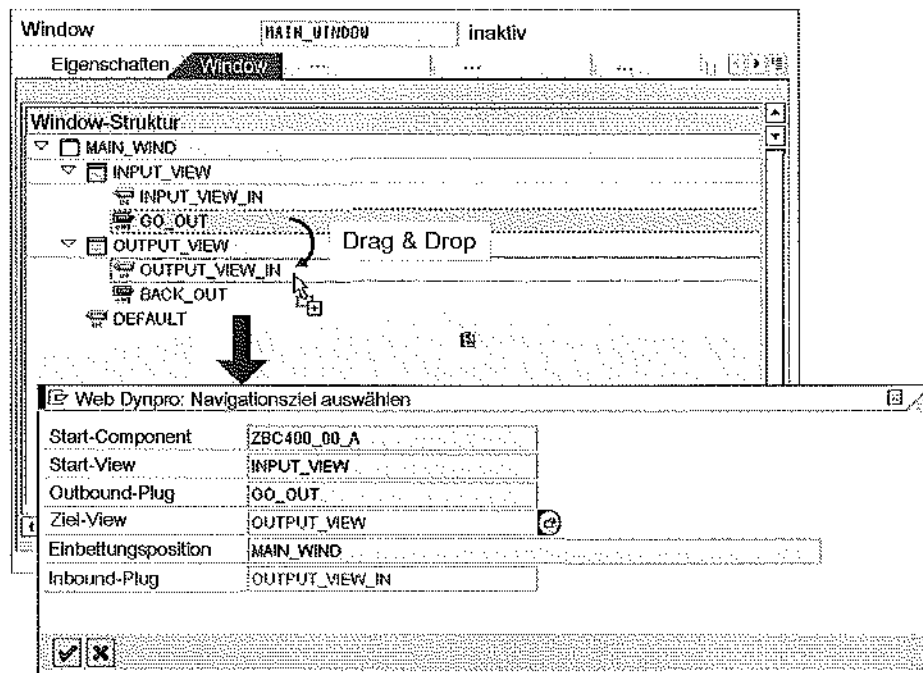 Window MAIN_WINDOW inaktiv
Eigenschaften Window ... ... ...
Window-Struktur
MAIN_WIND
INPUT_VIEW
INPUT_VIEW_IN
GO_OUT
Drag & Drop
OUTPUT_VIEW
OUTPUT_VIEW_IN
BACK_OUT
DEFAULT
Web Dynpro: Navigationsziel auswählen
Start-Component ZBC400_00_A
Start-View INPUT_VIEW
Outbound-Plug GO_OUT
Ziel-View OUTPUT_VIEW
Einbettungsposition MAIN_WIND
Inbound-Plug OUTPUT_VIEW_IN